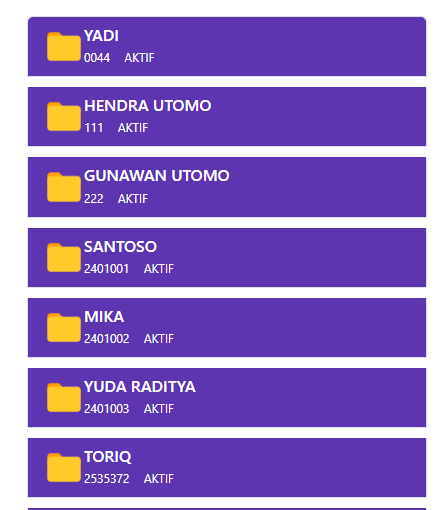 YADI
0044 AKTIF
HENDRA UTOMO
111 AKTIF
GUNAWAN UTOMO
222 AKTIF
SANTOSO
2401001 AKTIF
MIKA
2401002 AKTIF
YUDA RADITYA
2401003 AKTIF
TORIQ
2535372 AKTIF